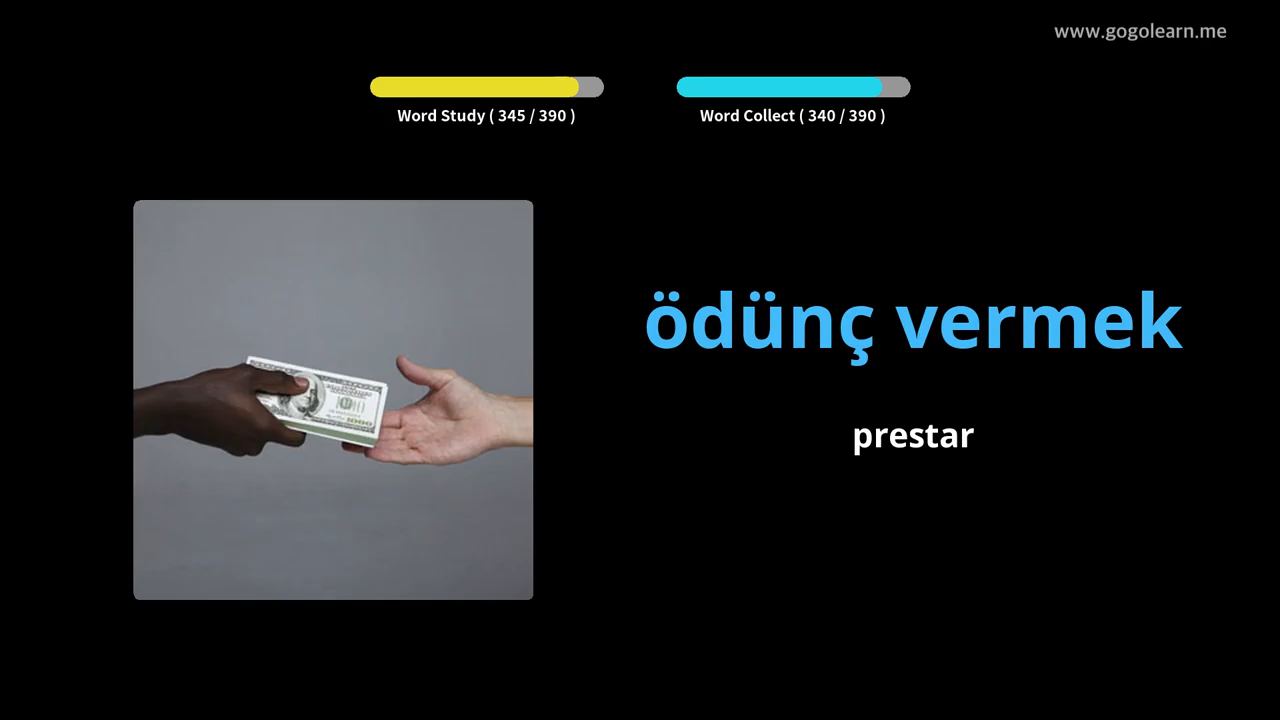 www.gogolearn.me
Word Study ( 345 / 390 )
Word Collect ( 340 / 390 )
ödünç vermek
prestar